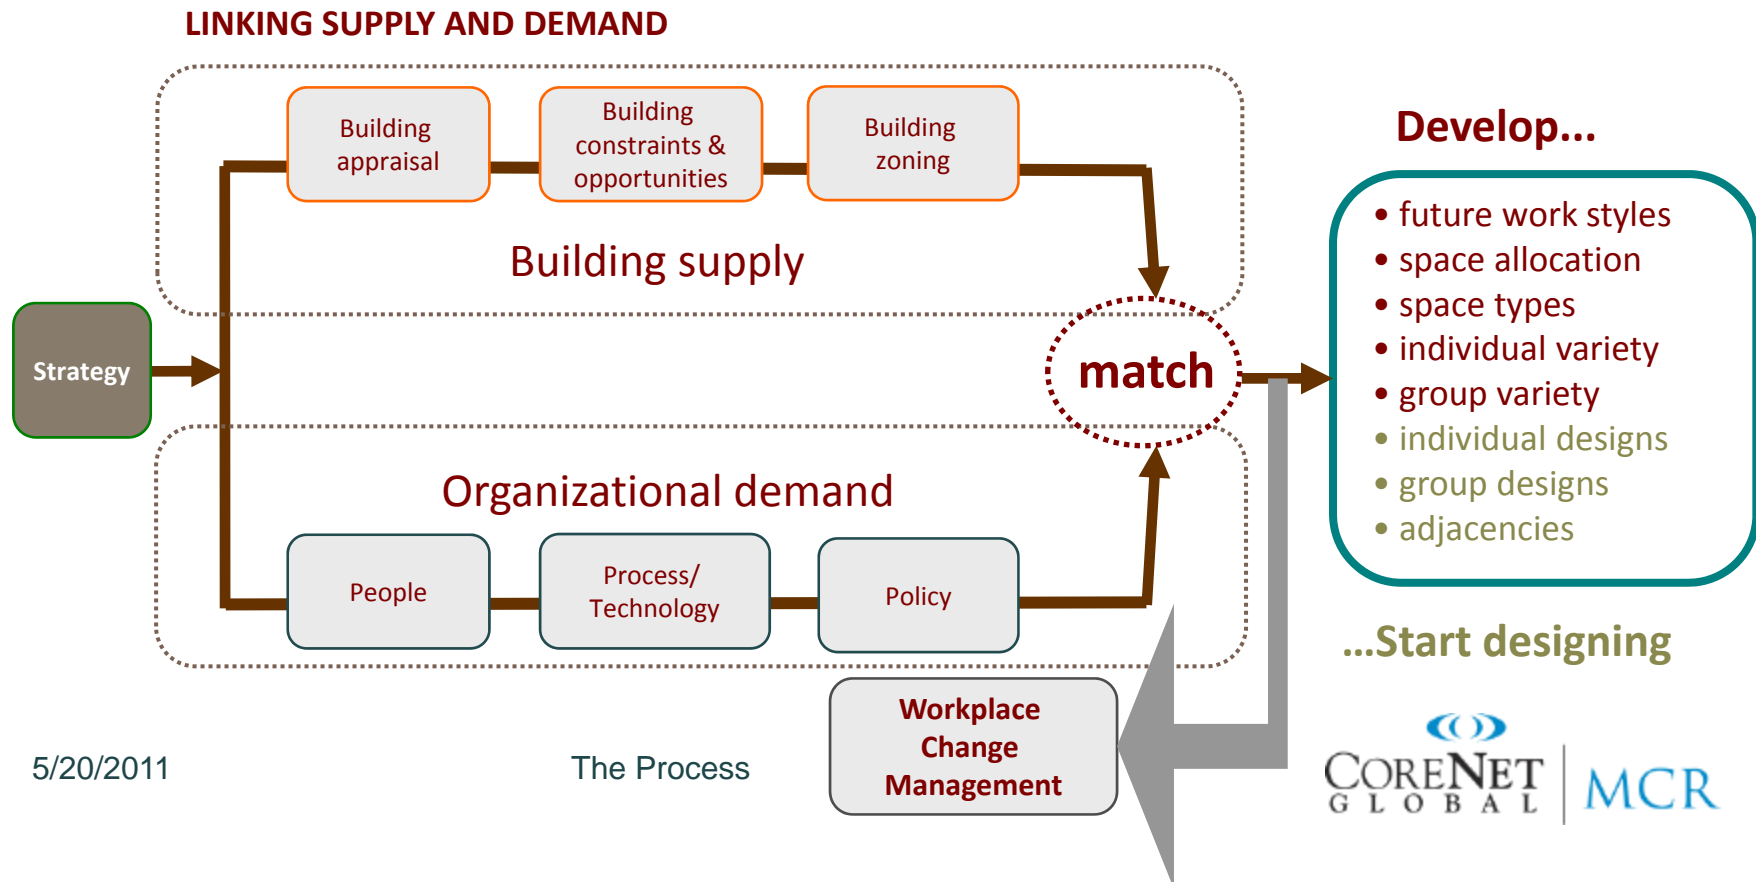 LINKING SUPPLY AND DEMAND
Building
appraisal
Building
constraints &
opportunities
Building
zoning
Building supply
Strategy
match
Organizational demand
People
Process/
Technology
Policy
Workplace
Change
Management
Develop...
• future work styles
• space allocation
• space types
• individual variety
• group variety
• individual designs
• group designs
• adjacencies
...Start designing
5/20/2011
The Process
CORENET
GLOBAL
MCR